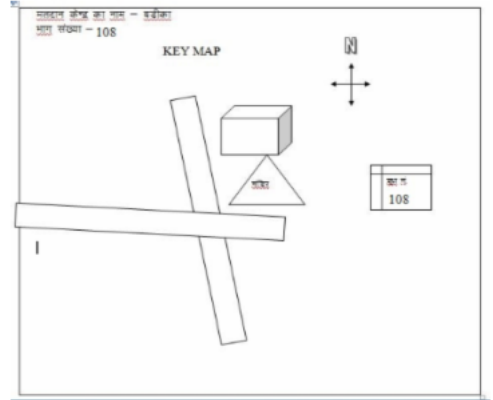 मतदान केन्द्र का नाम – बडीका
भाग संख्या – 108
KEY MAP
N
मंदिर
108